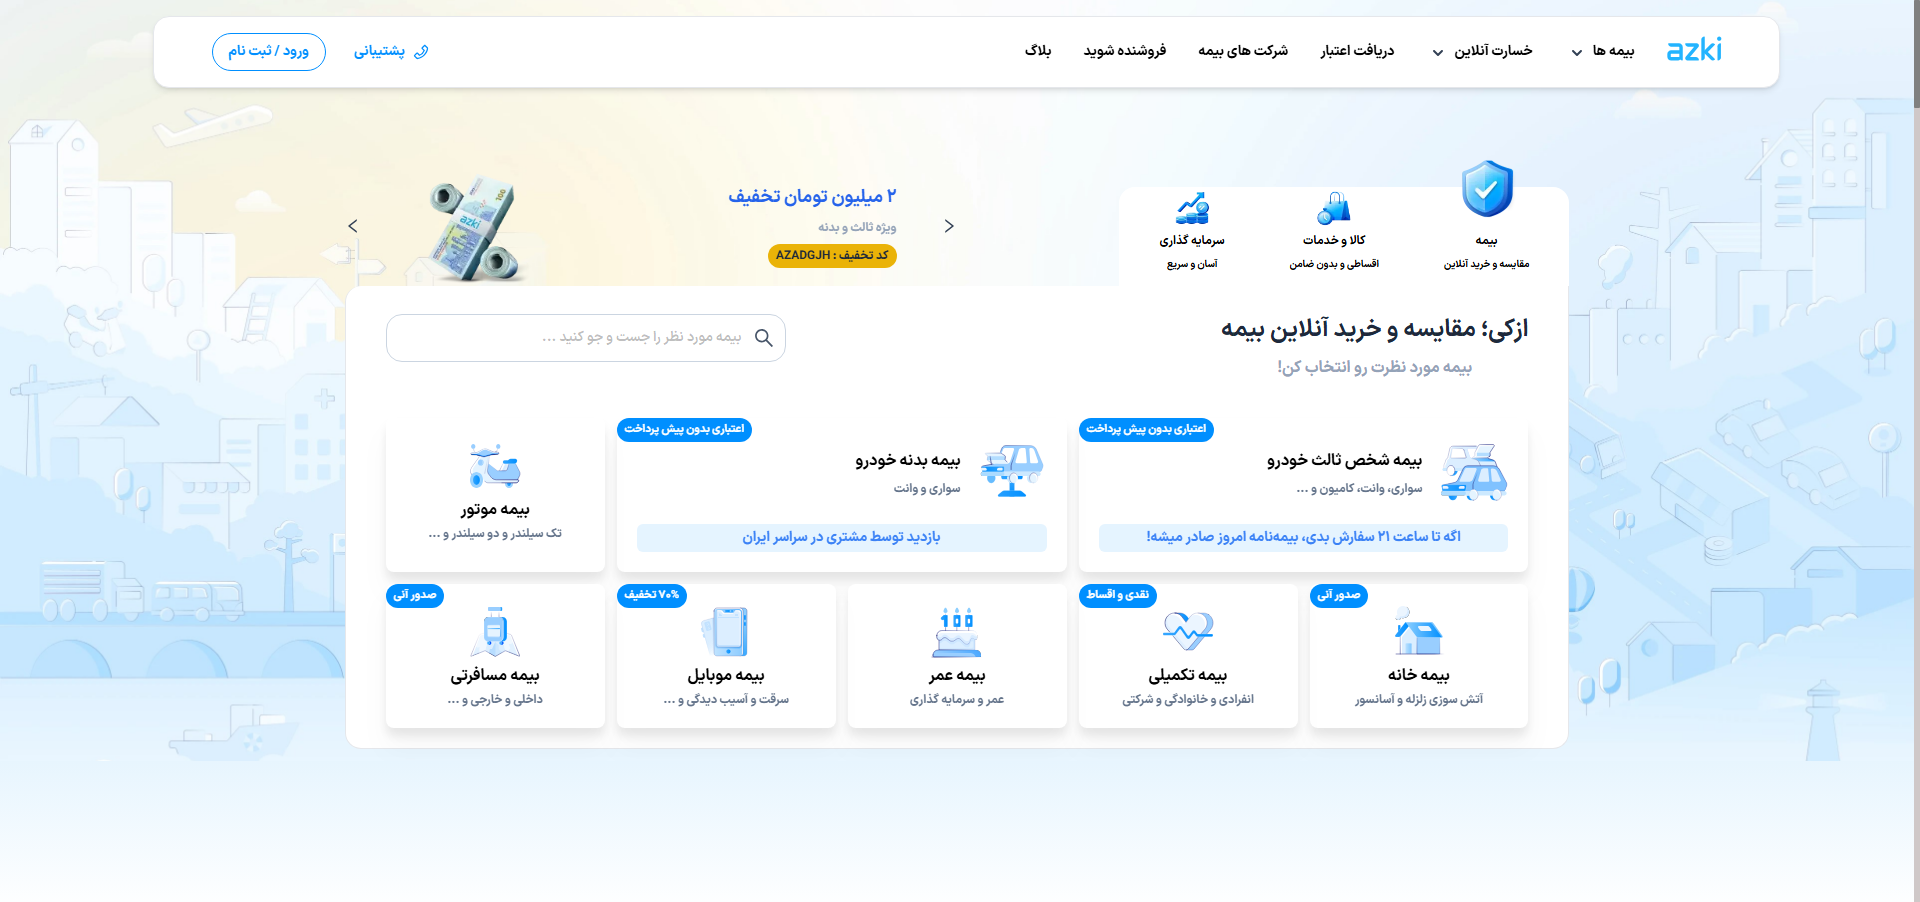 azki
بیمه ها
خسارت آنلاین
دریافت اعتبار
شرکت های بیمه
فروشنده شوید
بلاگ
پشتیبانی
ورود / ثبت نام
بیمه
مقایسه و خرید آنلاین
کالا و خدمات
اقساطی و بدون ضامن
سرمایه گذاری
آسان و سریع
۲ میلیون تومان تخفیف
ویژه ثالث و بدنه
کد تخفیف : AZADGJH
azki
100
ازکی؛ مقایسه و خرید آنلاین بیمه
بیمه مورد نظرت رو انتخاب کن!
بیمه مورد نظر را جست و جو کنید ...
اعتباری بدون پیش پرداخت
بیمه شخص ثالث خودرو
سواری، وانت، کامیون و ...
اگه تا ساعت ۲۱ سفارش بدی، بیمه‌نامه امروز صادر میشه!
اعتباری بدون پیش پرداخت
بیمه بدنه خودرو
سواری و وانت
بازدید توسط مشتری در سراسر ایران
بیمه موتور
تک سیلندر و دو سیلندر و ...
صدور آنی
بیمه خانه
آتش سوزی زلزله و آسانسور
نقدی و اقساط
بیمه تکمیلی
انفرادی و خانوادگی و شرکتی
100
بیمه عمر
عمر و سرمایه گذاری
۷۰% تخفیف
بیمه موبایل
سرقت و آسیب دیدگی و ...
صدور آنی
بیمه مسافرتی
داخلی و خارجی و ...